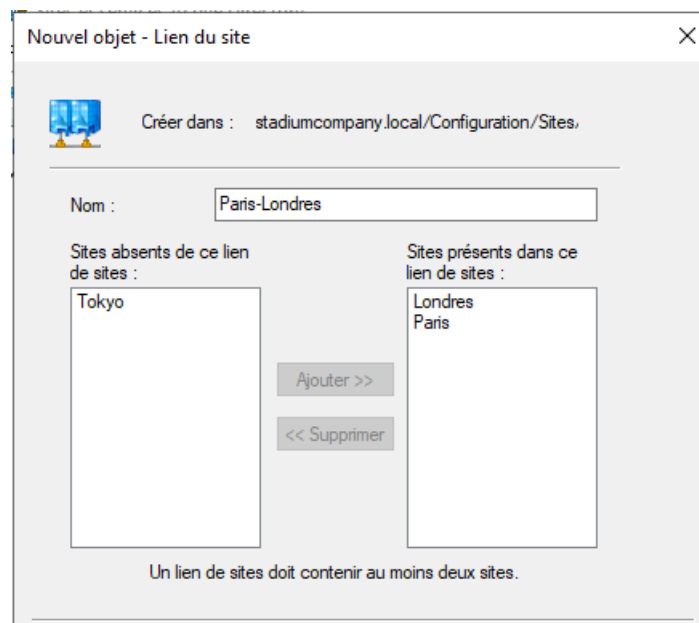 Nouvel objet - Lien du site
Créer dans : stadiumcompany.local/Configuration/Sites/
Nom : Paris-Londres
Sites absents de ce lien
de sites :
Tokyo
Sites présents dans ce
lien de sites :
Londres
Paris
Ajouter >>
<< Supprimer
Un lien de sites doit contenir au moins deux sites.